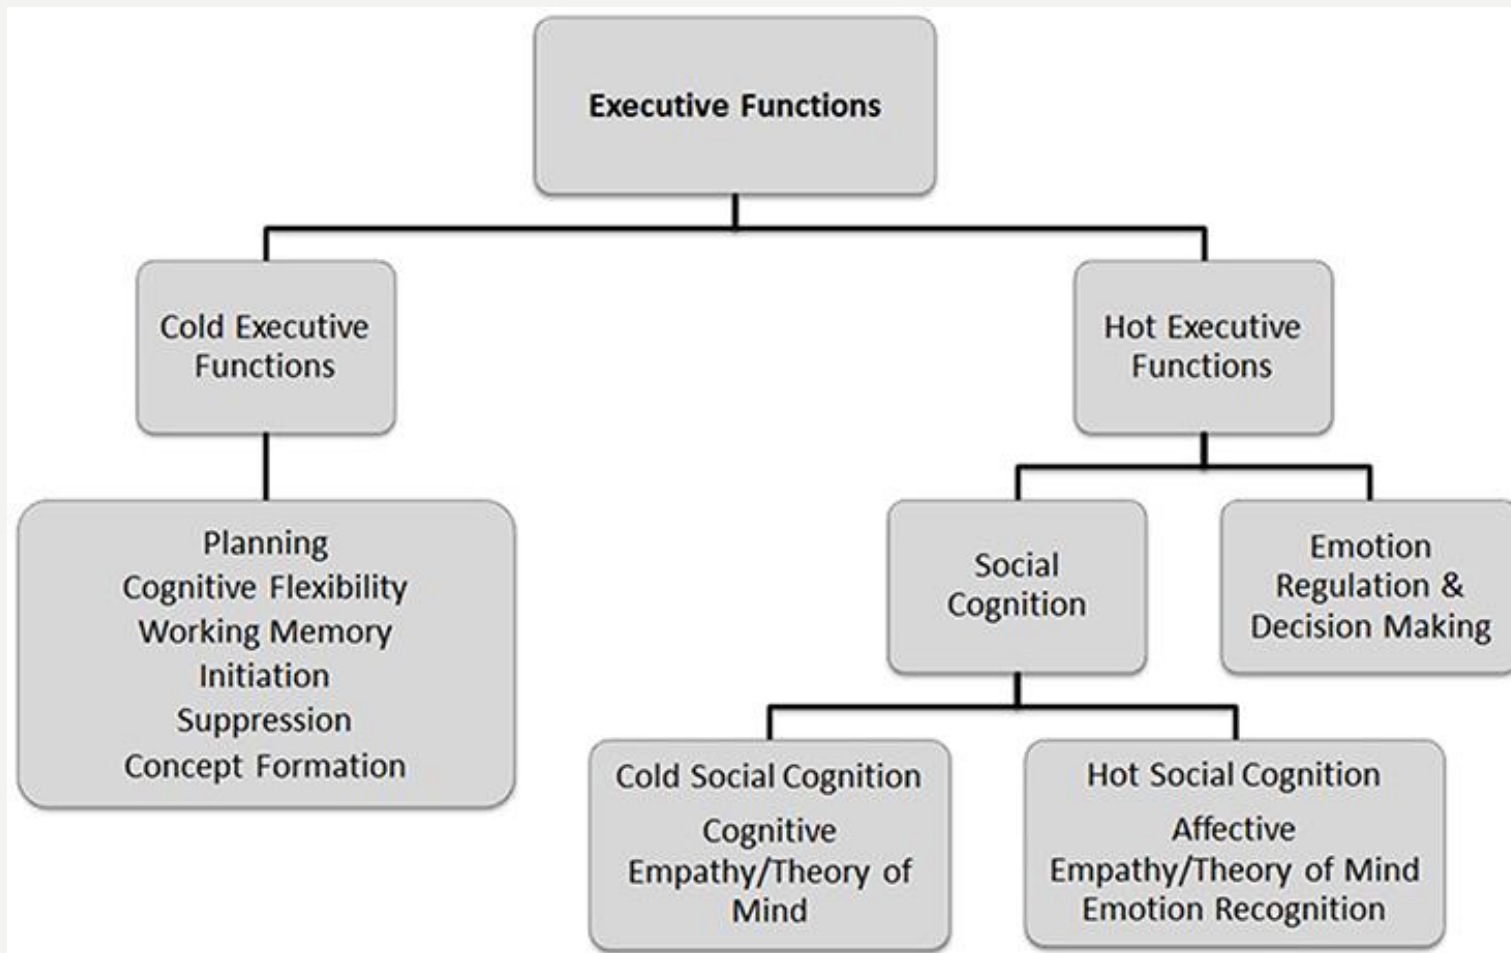 Executive Functions
Cold Executive
Functions
Hot Executive
Functions
Planning
Cognitive Flexibility
Working Memory
Initiation
Suppression
Concept Formation
Social
Cognition
Emotion
Regulation &
Decision Making
Cold Social Cognition
Cognitive
Empathy/Theory of
Mind
Hot Social Cognition
Affective
Empathy/Theory of Mind
Emotion Recognition